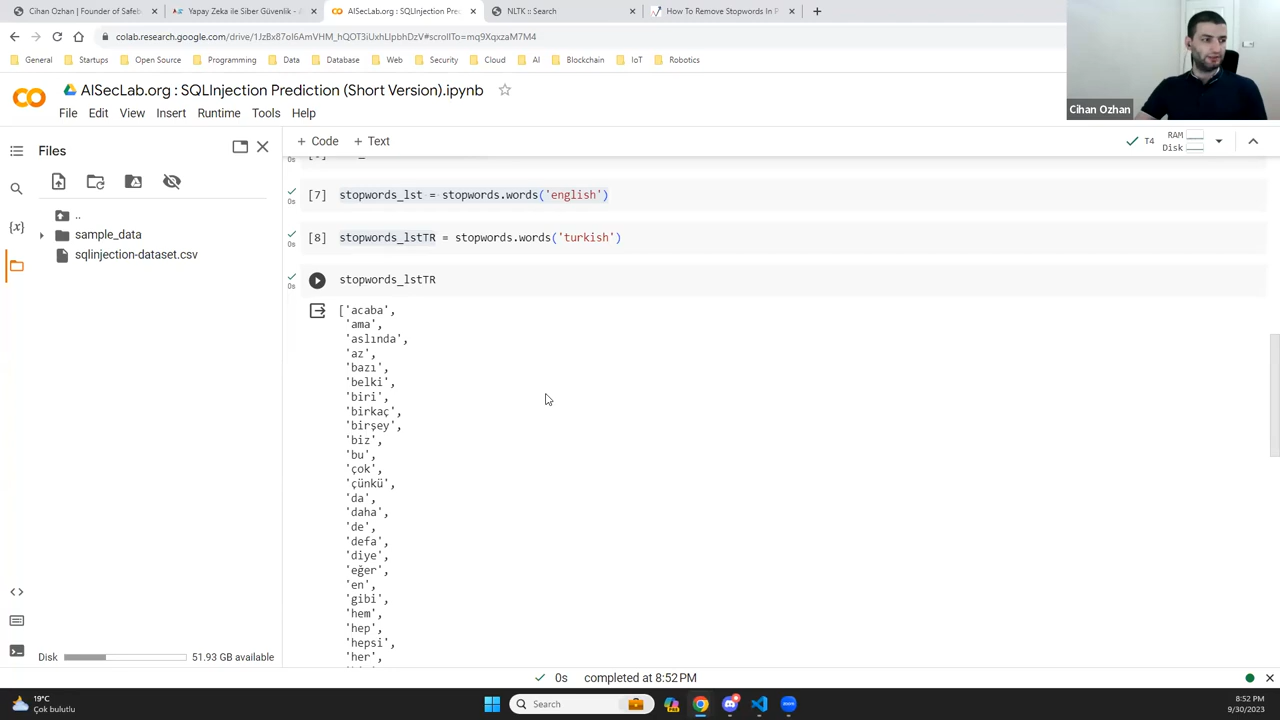 Cihan Ozhan | Founder of Safeb
Yapay Zeka ile Siber Güvenlik - 
AISecLab.org : SQLInjection Prec
NLTK :: Search
How To Remove Stopwords In P
colab.research.google.com/drive/1JzBx87oI6AmVHM_hQOT3iUxhLlpbhDzV#scrollTo=mq9XqxzaM7M4
General Startups Open Source Programming Data Database Web Security Cloud AI Blockchain IoT Robotics
Cihan Ozhan
AISecLab.org : SQLInjection Prediction (Short Version).ipynb
File Edit View Insert Runtime Tools Help
Files
+ Code + Text
T4 RAM
Disk
..
sample_data
sqlinjection-dataset.csv
0s
[7] stopwords_lst = stopwords.words('english')
0s
[8] stopwords_lstTR = stopwords.words('turkish')
0s
stopwords_lstTR
0s
['acaba',
'ama',
'aslında',
'az',
'bazı',
'belki',
'biri',
'birkaç',
'birşey',
'biz',
'bu',
'çok',
'çünkü',
'da',
'daha',
'de',
'defa',
'diye',
'eğer',
'en',
'gibi',
'hem',
'hep',
'hepsi',
'her',
Disk 51.93 GB available
0s completed at 8:52 PM
19°C
Çok bulutlu
Search
8:52 PM
9/30/2023